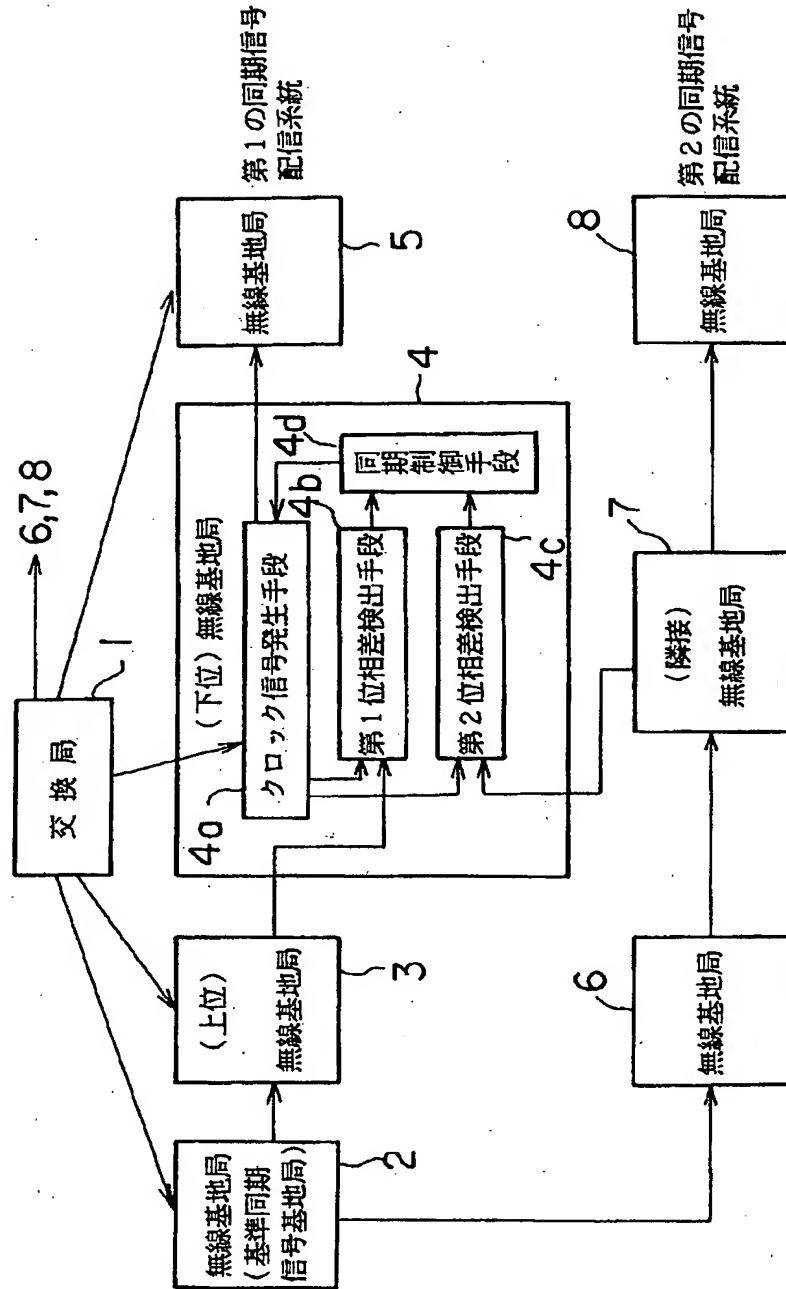 交換局
1
6,7,8
無線基地局
(基準同期
信号基地局)
2
(上位)
無線基地局
3
(下位)無線基地局
4
4a
クロック信号発生手段
4b
第1位相差検出手段
4c
第2位相差検出手段
4d
同期制御手段
無線基地局
5
第1の同期信号
配信系統
無線基地局
6
(隣接)
無線基地局
7
無線基地局
8
第2の同期信号
配信系統